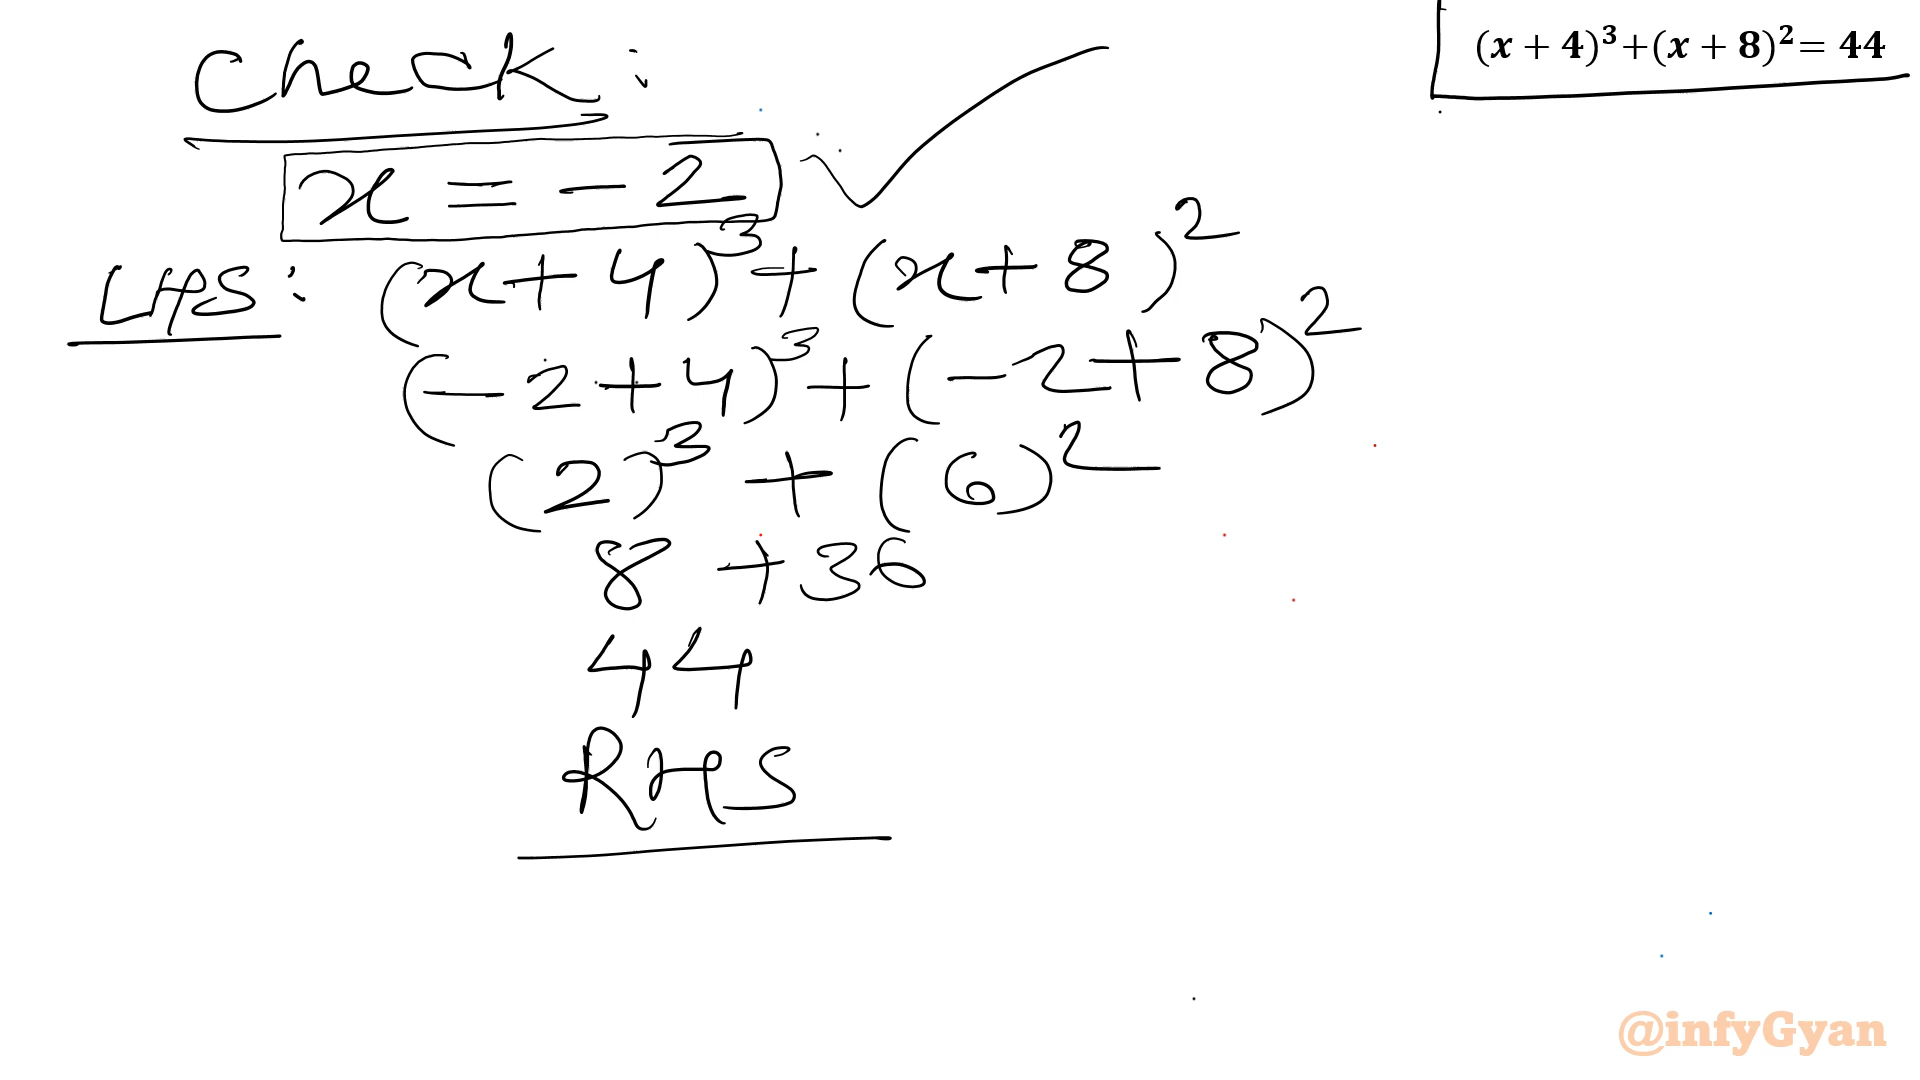 (x + 4)³+(x + 8)²= 44
Check:
x = -2
LHS: (x+4)³ + (x+8)²
(-2+4)³ + (-2+8)²
(2)³ + (6)²
8 +36
44
RHS
@infyGyan